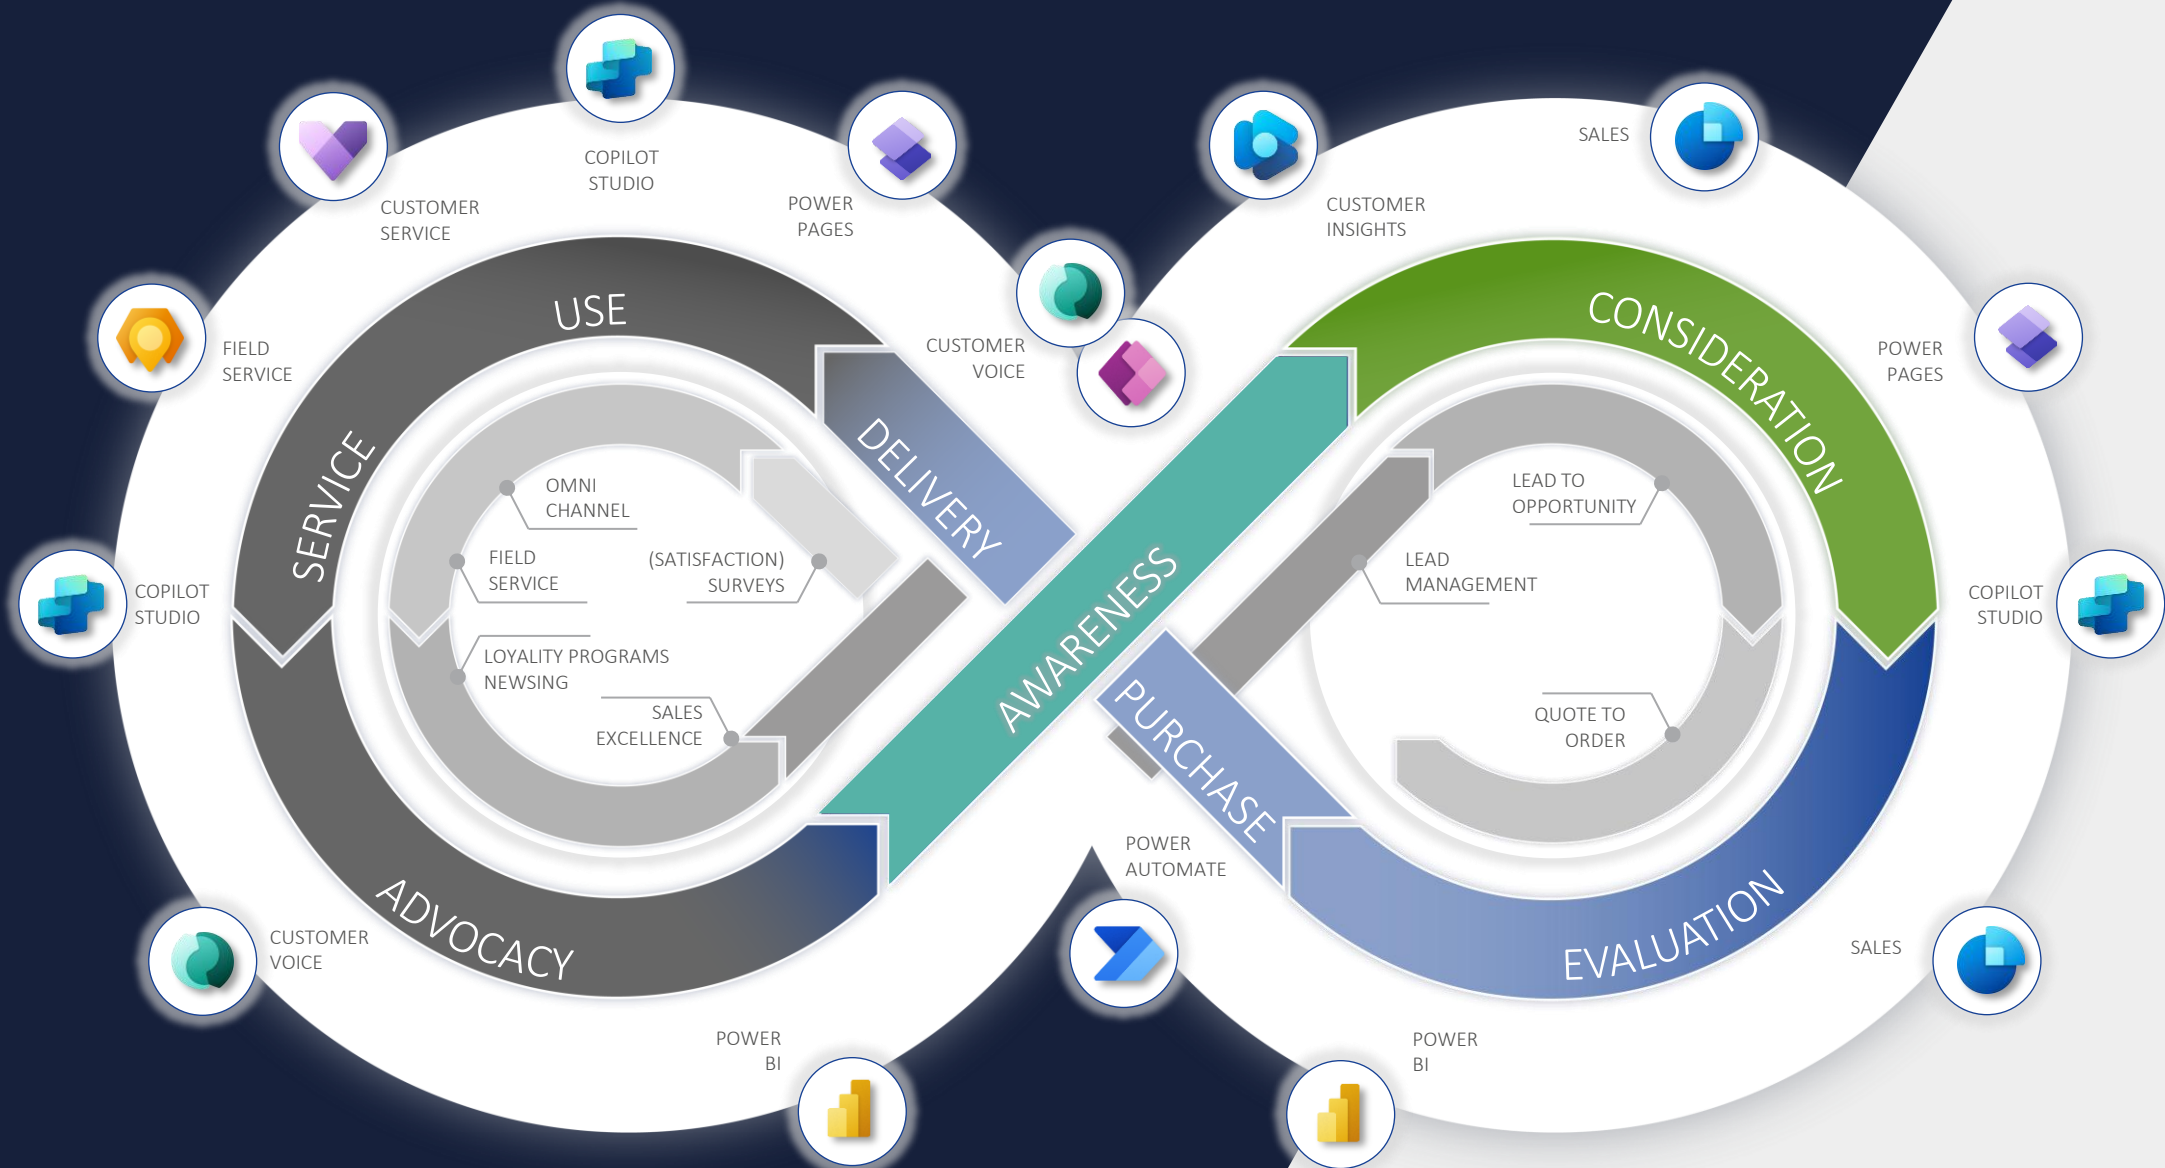 COPILOT
STUDIO
CUSTOMER
SERVICE
POWER
PAGES
FIELD
SERVICE
CUSTOMER
VOICE
COPILOT
STUDIO
CUSTOMER
VOICE
POWER
BI
USE
DELIVERY
SERVICE
ADVOCACY
OMNI
CHANNEL
FIELD
SERVICE
(SATISFACTION)
SURVEYS
LOYALITY PROGRAMS
NEWSING
SALES
EXCELLENCE
AWARENESS
SALES
CUSTOMER
INSIGHTS
POWER
PAGES
COPILOT
STUDIO
CONSIDERATION
LEAD TO
OPPORTUNITY
LEAD
MANAGEMENT
QUOTE TO
ORDER
PURCHASE
EVALUATION
POWER
AUTOMATE
SALES
POWER
BI